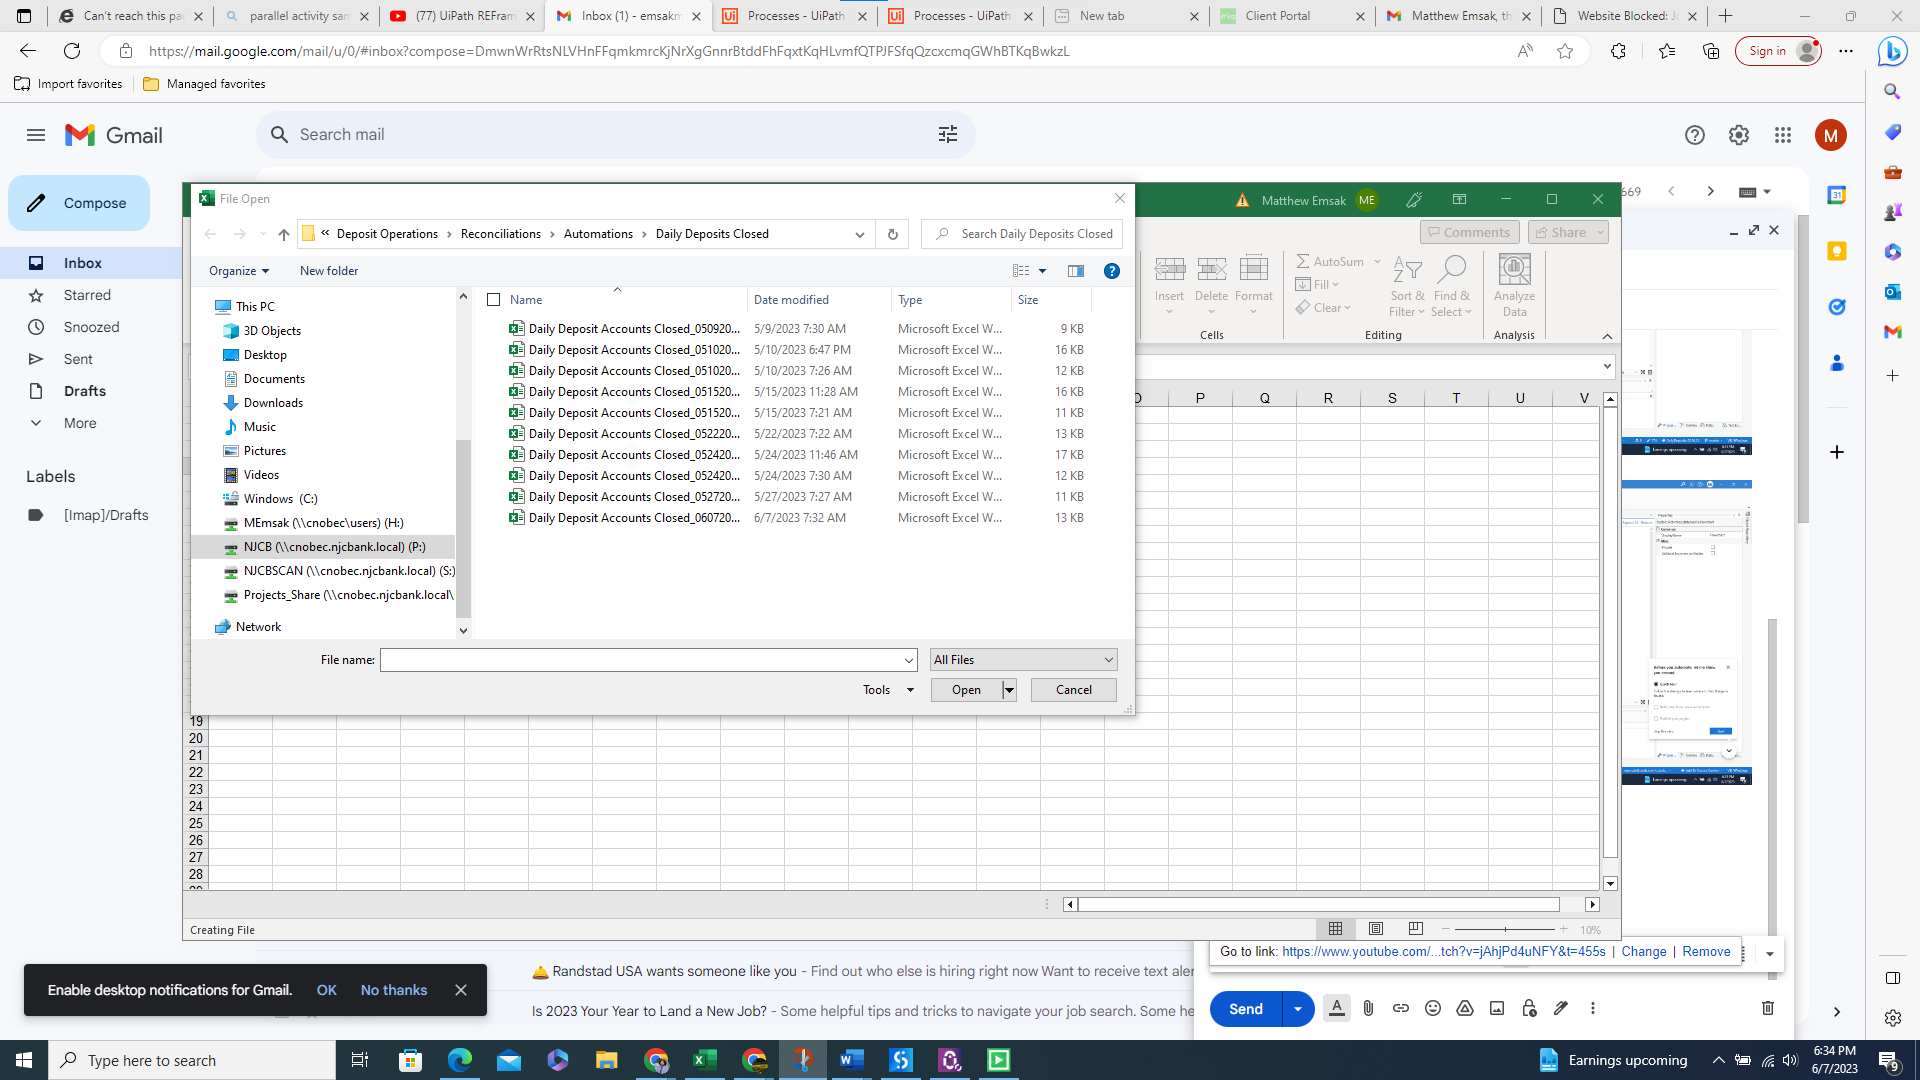 Can't reach this pa
parallel activity sam
(77) UiPath REFram
Inbox (1) - emsakm
Processes - UiPath
Processes - UiPath
New tab
Client Portal
Matthew Emsak, th
Website Blocked: Jo
https://mail.google.com/mail/u/0/#inbox?compose=DmwnWrRtsNLVHnFFqmkmrcKjNrXgGnnrBtddFhFqxtKqHLvmfQTPJFSfqQzcxcmqGWhBTKqBwkzL
Sign in
Import favorites
Managed favorites
Gmail
Search mail
M
Compose
Inbox
Starred
Snoozed
Sent
Drafts
More
Labels
[Imap]/Drafts
File Open
Matthew Emsak ME
669
« Deposit Operations › Reconciliations › Automations › Daily Deposits Closed
Search Daily Deposits Closed
Comments
Share
Organize
New folder
This PC
3D Objects
Desktop
Documents
Downloads
Music
Pictures
Videos
Windows (C:)
MEmsak (\\cnobec\users) (H:)
NJCB (\\cnobec.njcbank.local) (P:)
NJCBSCAN (\\cnobec.njcbank.local) (S:)
Projects_Share (\\cnobec.njcbank.local\
Network
Name Date modified Type Size
Daily Deposit Accounts Closed_050920... 5/9/2023 7:30 AM Microsoft Excel W... 9 KB
Daily Deposit Accounts Closed_051020... 5/10/2023 6:47 PM Microsoft Excel W... 16 KB
Daily Deposit Accounts Closed_051020... 5/10/2023 7:26 AM Microsoft Excel W... 12 KB
Daily Deposit Accounts Closed_051520... 5/15/2023 11:28 AM Microsoft Excel W... 16 KB
Daily Deposit Accounts Closed_051520... 5/15/2023 7:21 AM Microsoft Excel W... 11 KB
Daily Deposit Accounts Closed_052220... 5/22/2023 7:22 AM Microsoft Excel W... 13 KB
Daily Deposit Accounts Closed_052420... 5/24/2023 11:46 AM Microsoft Excel W... 17 KB
Daily Deposit Accounts Closed_052420... 5/24/2023 7:30 AM Microsoft Excel W... 12 KB
Daily Deposit Accounts Closed_052720... 5/27/2023 7:27 AM Microsoft Excel W... 11 KB
Daily Deposit Accounts Closed_060720... 6/7/2023 7:32 AM Microsoft Excel W... 13 KB
File name:
All Files
Tools
Open
Cancel
Insert
Delete
Format
Cells
AutoSum
Fill
Clear
Sort & Filter
Find & Select
Editing
Analyze Data
Analysis
P Q R S T U V
19
20
21
22
23
24
25
26
27
28
Creating File
10%
Go to link: https://www.youtube.com/...tch?v=jAhjPd4uNFY&t=455s | Change | Remove
Randstad USA wants someone like you - Find out who else is hiring right now Want to receive text aler
Is 2023 Your Year to Land a New Job? - Some helpful tips and tricks to navigate your job search. Some he
Enable desktop notifications for Gmail. OK No thanks
Send
Type here to search
Earnings upcoming
6:34 PM
6/7/2023
9